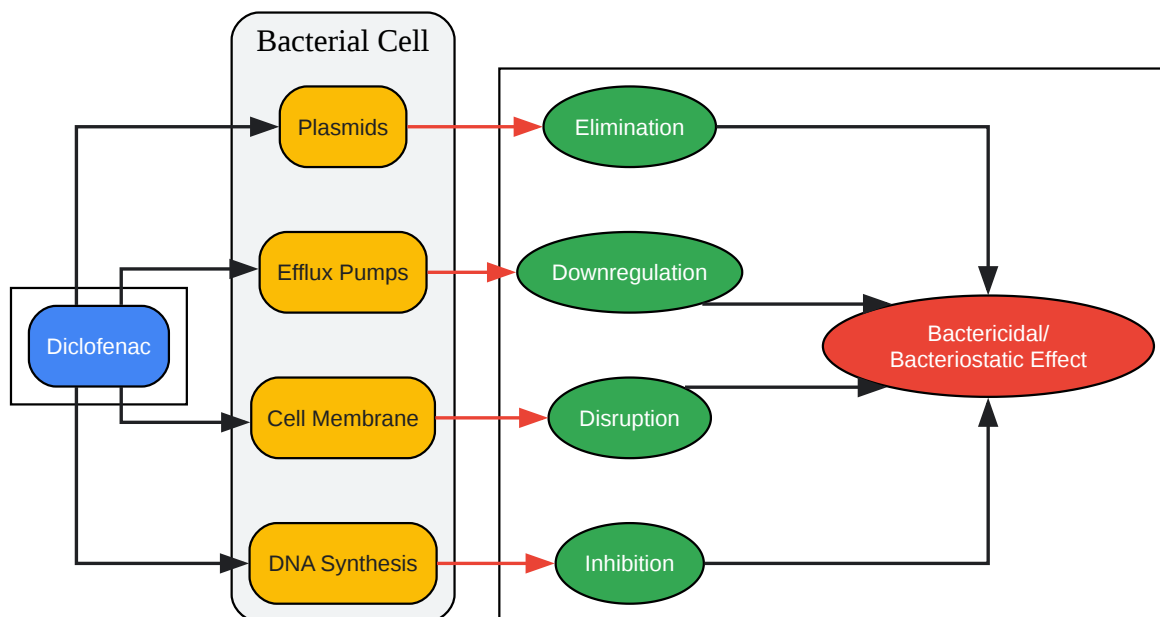 Bacterial Cell
Plasmids
Elimination
Efflux Pumps
Downregulation
Diclofenac
Bactericidal/
Bacteriostatic Effect
Cell Membrane
Disruption
DNA Synthesis
Inhibition